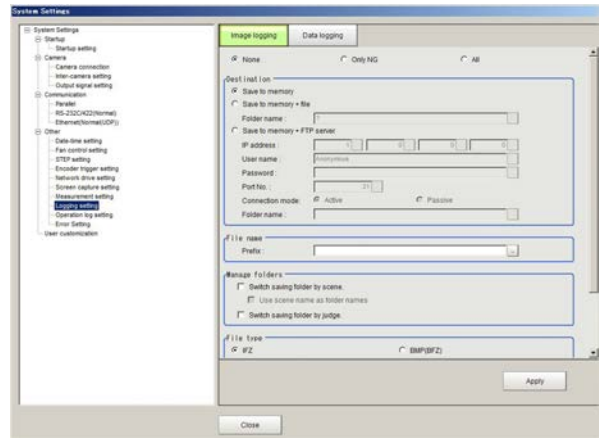 System Settings
System Settings
Startup
Startup setting
Camera
Camera connection
Inter-camera setting
Output signal setting
Communication
Parallel
RS-232C/422(Normal)
Ethernet(Normal(UDP))
Other
Date-time setting
Fan control setting
STEP setting
Encoder trigger setting
Network drive setting
Screen capture setting
Measurement setting
Logging setting
Operation log setting
Error Setting
User customization
Image logging Data logging
None Only NG All
Destination
Save to memory
Save to memory + file
Folder name :
Save to memory + FTP server
IP address :
User name : Anonymous
Password :
Port No. : 21
Connection mode: Active Passive
Folder name :
File name
Prefix :
Manage folders
Switch saving folder by scene.
Use scene name as folder names
Switch saving folder by judge.
File type
IFZ BMP(BFZ)
Apply
Close